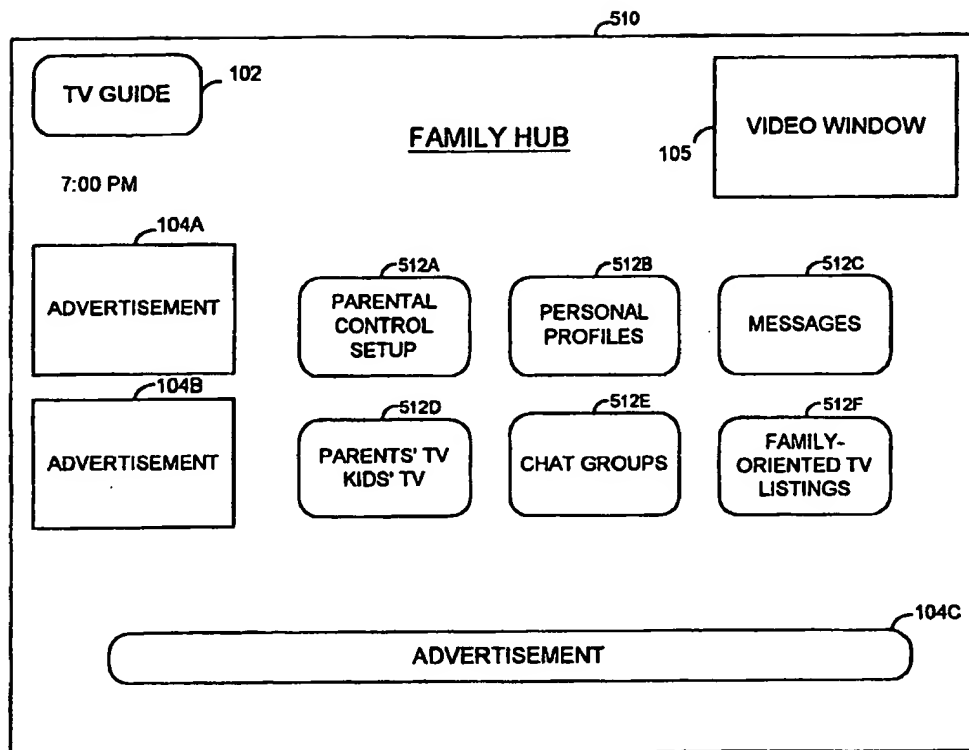 510
TV GUIDE
102
FAMILY HUB
VIDEO WINDOW
105
7:00 PM
104A
ADVERTISEMENT
512A
PARENTAL
CONTROL
SETUP
512B
PERSONAL
PROFILES
512C
MESSAGES
104B
ADVERTISEMENT
512D
PARENTS' TV
KIDS' TV
512E
CHAT GROUPS
512F
FAMILY-
ORIENTED TV
LISTINGS
104C
ADVERTISEMENT